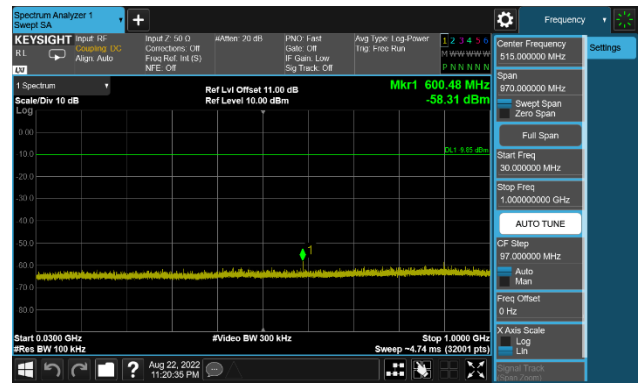 Spectrum Analyzer 1
Swept SA
Frequency
KEYSIGHT
RL
Input: RF
Coupling: DC
Align: Auto
Input Z: 50 Ω
Corrections: Off
Freq Ref: Int (S)
NFE: Off
#Atten: 20 dB
PNO: Fast
Gate: Off
IF Gain: Low
Sig Track: Off
Avg Type: Log-Power
Trig: Free Run
1 2 3 4 5 6
M W W W W W
P N N N N N
Center Frequency
515.000000 MHz
Settings
Span
970.000000 MHz
Swept Span
Zero Span
Full Span
Start Freq
30.000000 MHz
Stop Freq
1.000000000 GHz
AUTO TUNE
CF Step
97.000000 MHz
Auto
Man
Freq Offset
0 Hz
X Axis Scale
Log
Lin
Signal Track
(Span Zoom)
1 Spectrum
Scale/Div 10 dB
Log
Ref Lvl Offset 11.00 dB
Ref Level 10.00 dBm
Mkr1 600.48 MHz
-58.31 dBm
0.00
-10.0
DL1 -9.85 dBm
-20.0
-30.0
-40.0
-50.0
1
-60.0
-70.0
-80.0
Start 0.0300 GHz
#Res BW 100 kHz
#Video BW 300 kHz
Stop 1.0000 GHz
Sweep ~4.74 ms (32001 pts)
Aug 22, 2022
11:20:35 PM